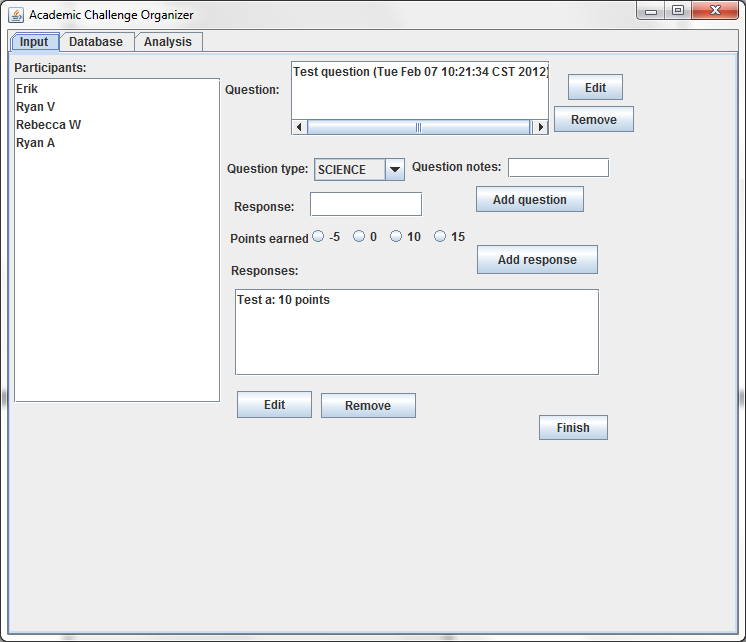 Academic Challenge Organizer
Input Database Analysis
Participants:
Erik
Ryan V
Rebecca W
Ryan A
Question:
Test question (Tue Feb 07 10:21:34 CST 2012)
Edit
Remove
Question type: SCIENCE Question notes:
Response:
Add question
Points earned -5 0 10 15
Add response
Responses:
Test a: 10 points
Edit Remove
Finish